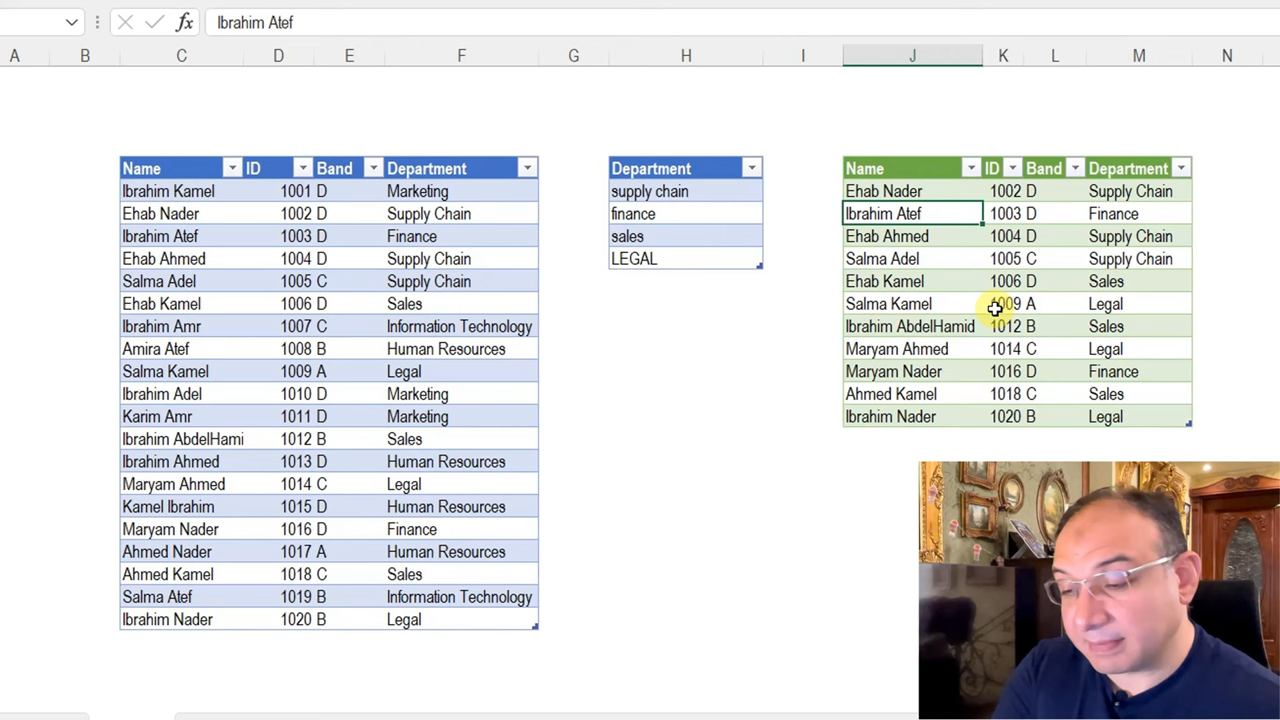 fx Ibrahim Atef
A B C D E F G H I J K L M N
Name ID Band Department
Ibrahim Kamel 1001 D Marketing
Ehab Nader 1002 D Supply Chain
Ibrahim Atef 1003 D Finance
Ehab Ahmed 1004 D Supply Chain
Salma Adel 1005 C Supply Chain
Ehab Kamel 1006 D Sales
Ibrahim Amr 1007 C Information Technology
Amira Atef 1008 B Human Resources
Salma Kamel 1009 A Legal
Ibrahim Adel 1010 D Marketing
Karim Amr 1011 D Marketing
Ibrahim AbdelHami 1012 B Sales
Ibrahim Ahmed 1013 D Human Resources
Maryam Ahmed 1014 C Legal
Kamel Ibrahim 1015 D Human Resources
Maryam Nader 1016 D Finance
Ahmed Nader 1017 A Human Resources
Ahmed Kamel 1018 C Sales
Salma Atef 1019 B Information Technology
Ibrahim Nader 1020 B Legal
Department
supply chain
finance
sales
LEGAL
Name ID Band Department
Ehab Nader 1002 D Supply Chain
Ibrahim Atef 1003 D Finance
Ehab Ahmed 1004 D Supply Chain
Salma Adel 1005 C Supply Chain
Ehab Kamel 1006 D Sales
Salma Kamel 1009 A Legal
Ibrahim AbdelHamid 1012 B Sales
Maryam Ahmed 1014 C Legal
Maryam Nader 1016 D Finance
Ahmed Kamel 1018 C Sales
Ibrahim Nader 1020 B Legal